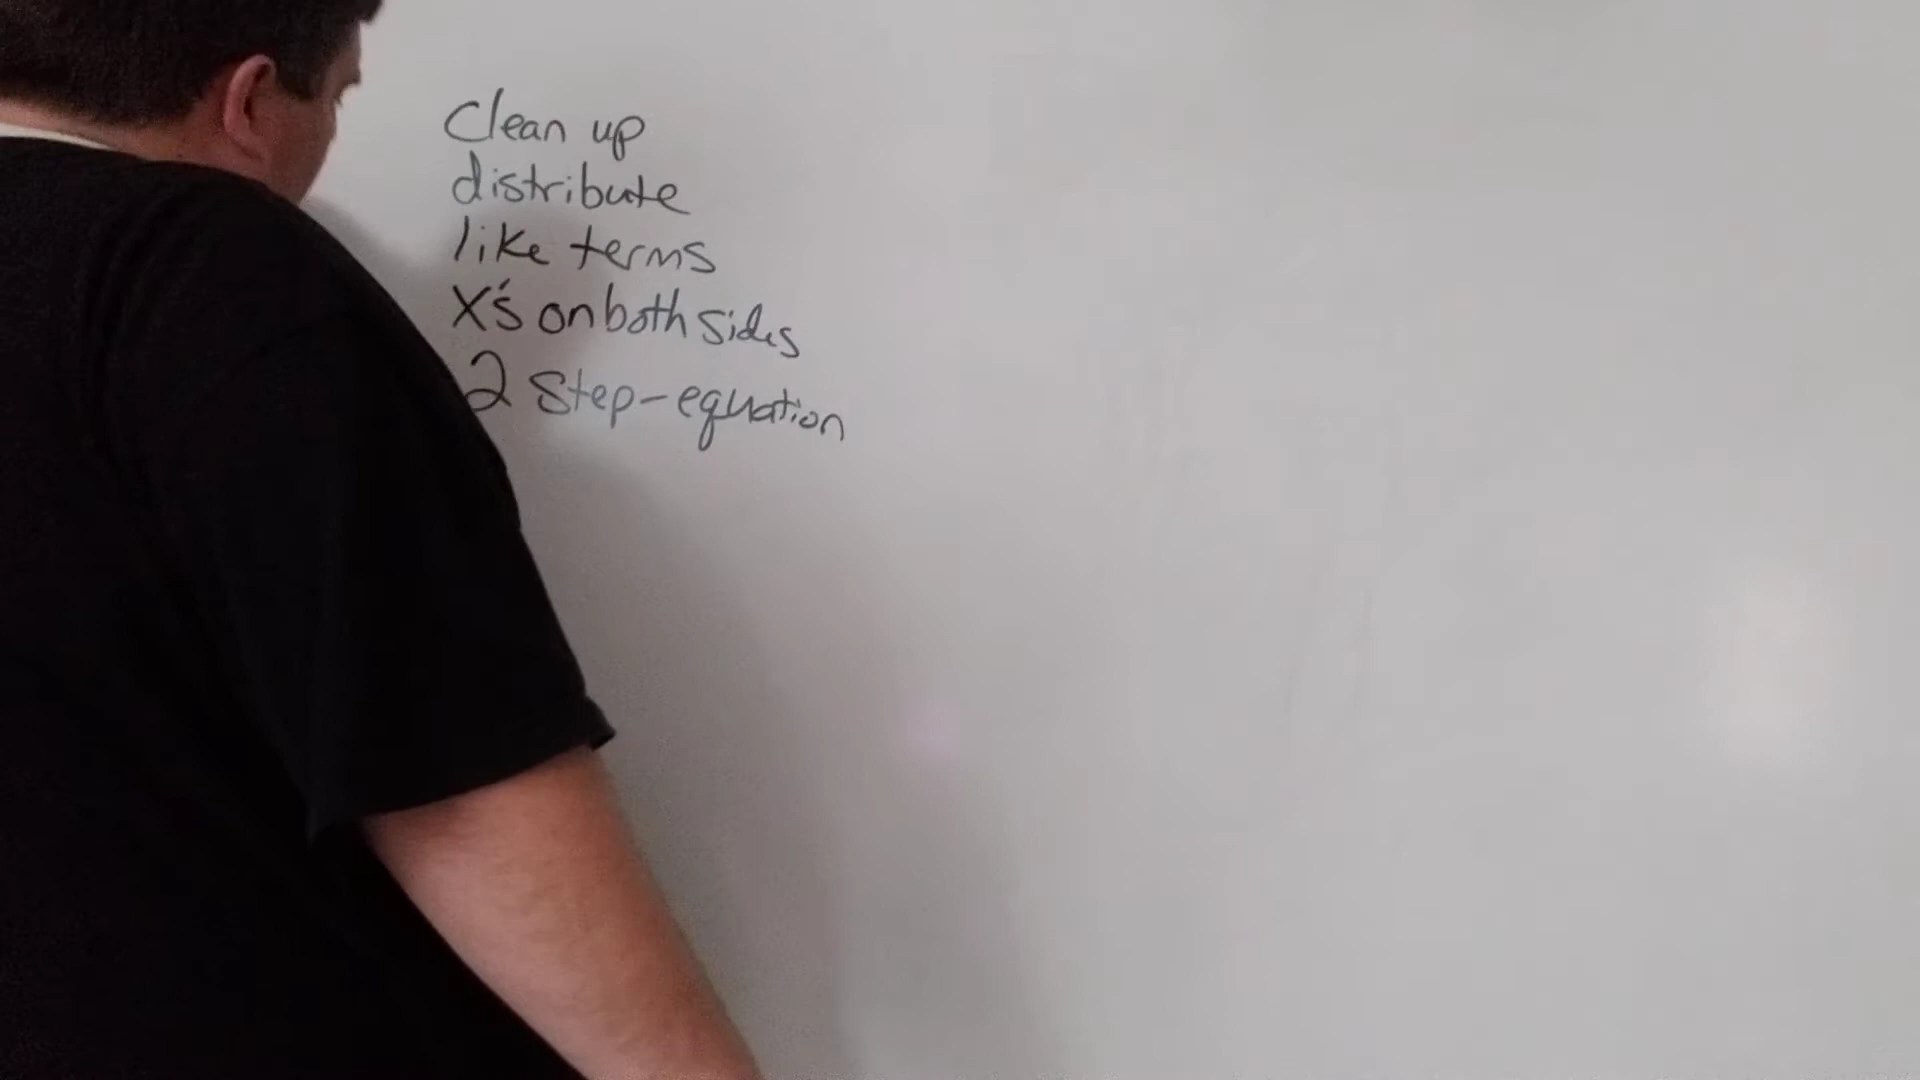 Clean up
distribute
like terms
X's on both sides
2 Step-equation